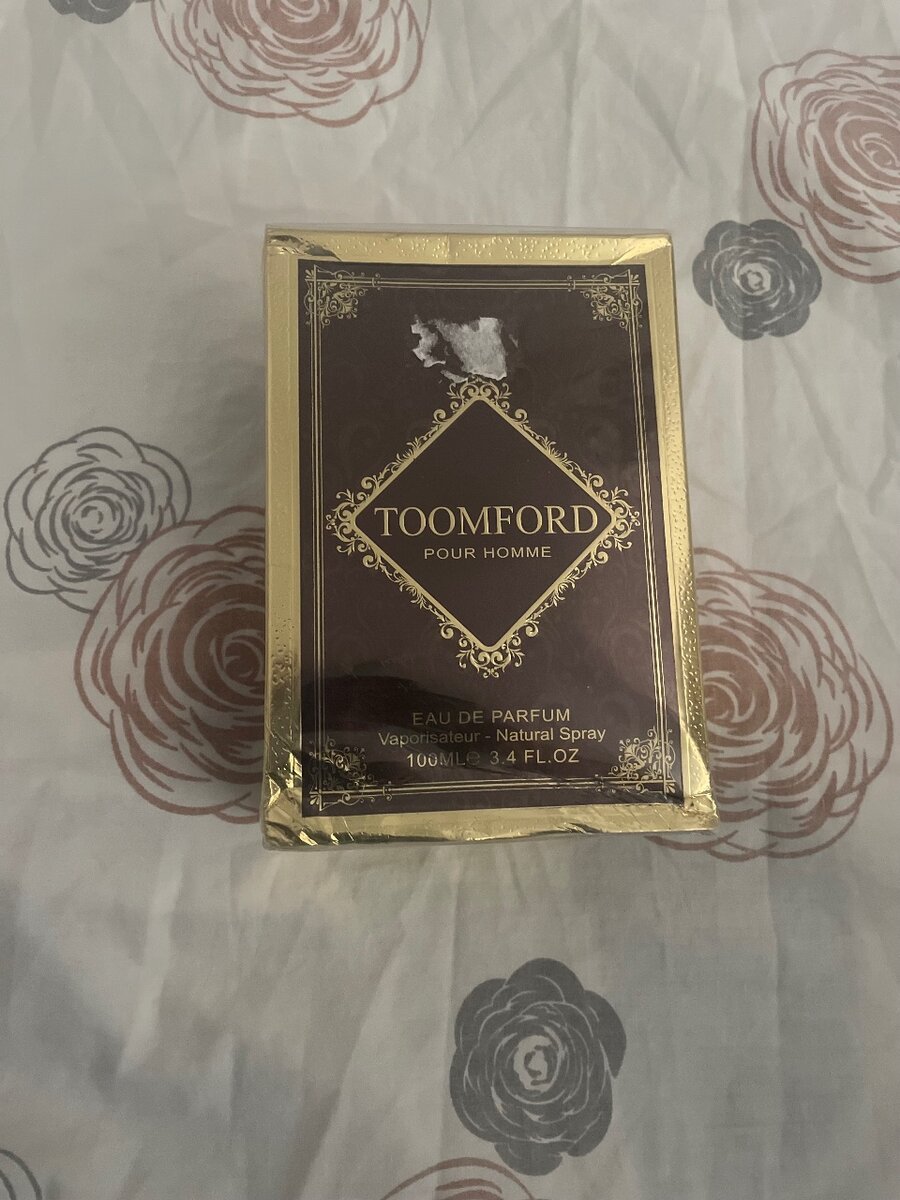 TOOMFORD
POUR HOMME
EAU DE PARFUM
Vaporisateur - Natural Spray
100ML℮ 3.4 FL.OZ